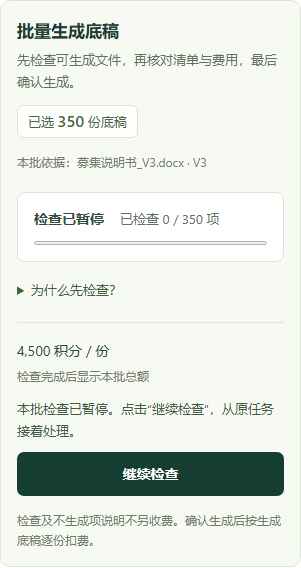 批量生成底稿
先检查可生成文件，再核对清单与费用，最后
确认生成。
已选 350 份底稿
本批依据：募集说明书_V3.docx · V3
检查已暂停 已检查 0 / 350 项
▶ 为什么先检查？
4,500 积分 / 份
检查完成后显示本批总额
本批检查已暂停。点击“继续检查”，从原任务
接着处理。
继续检查
检查及不生成项说明不另收费。确认生成后按生成
底稿逐份扣费。